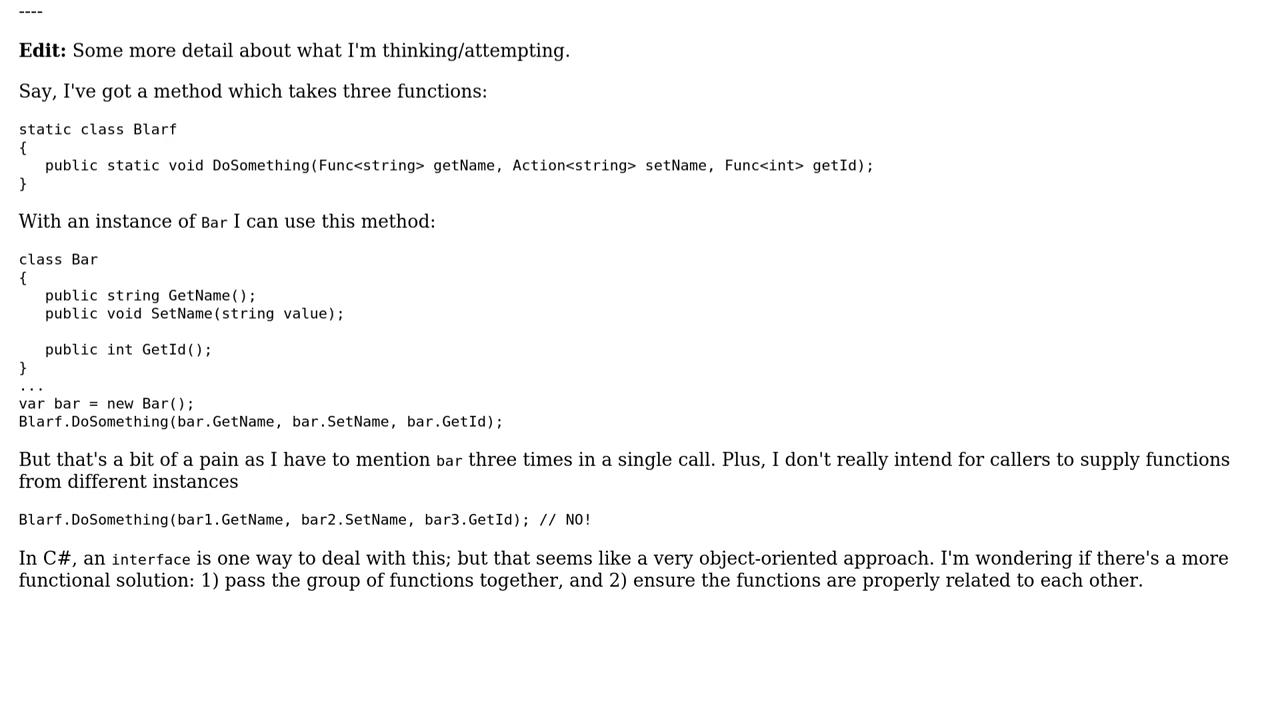 ----
Edit: Some more detail about what I'm thinking/attempting.
Say, I've got a method which takes three functions:
static class Blarf
{
   public static void DoSomething(Func<string> getName, Action<string> setName, Func<int> getId);
}
With an instance of Bar I can use this method:
class Bar
{
   public string GetName();
   public void SetName(string value);

   public int GetId();
}
...
var bar = new Bar();
Blarf.DoSomething(bar.GetName, bar.SetName, bar.GetId);
But that's a bit of a pain as I have to mention bar three times in a single call. Plus, I don't really intend for callers to supply functions
from different instances
Blarf.DoSomething(bar1.GetName, bar2.SetName, bar3.GetId); // NO!
In C#, an interface is one way to deal with this; but that seems like a very object-oriented approach. I'm wondering if there's a more
functional solution: 1) pass the group of functions together, and 2) ensure the functions are properly related to each other.